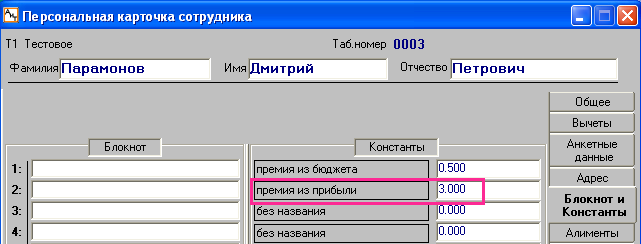 Персональная карточка сотрудника
Т1 Тестовое Таб.номер 0003
Фамилия Парамонов Имя Дмитрий Отчество Петрович
Общее
Вычеты
Анкетные
данные
Адрес
Блокнот и
Константы
Алименты
Блокнот Константы
1: премия из бюджета 0.500
2: премия из прибыли 3.000
3: без названия 0.000
4: без названия 0.000